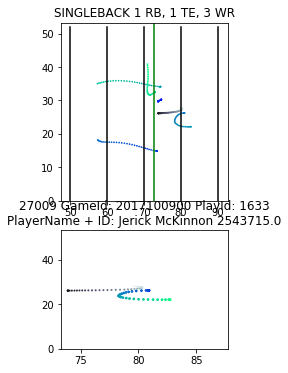 SINGLEBACK 1 RB, 1 TE, 3 WR
50
40
30
20
10
0
50 60 70 80 90
27009 GameId: 2017100900 PlayId: 1633
PlayerName + ID: Jerick McKinnon 2543715.0
40
20
0
75 80 85